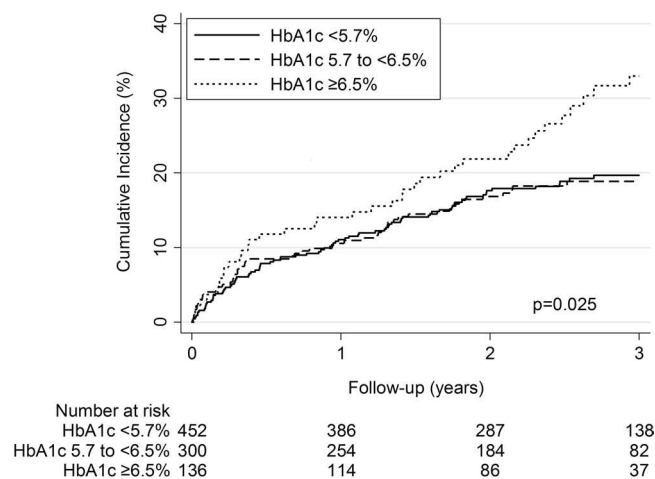 40
30
20
10
0
Cumulative Incidence (%)
HbA1c <5.7%
HbA1c 5.7 to <6.5%
HbA1c ≥6.5%
p=0.025
0 1 2 3
Follow-up (years)
Number at risk
HbA1c <5.7% 452 386 287 138
HbA1c 5.7 to <6.5% 300 254 184 82
HbA1c ≥6.5% 136 114 86 37